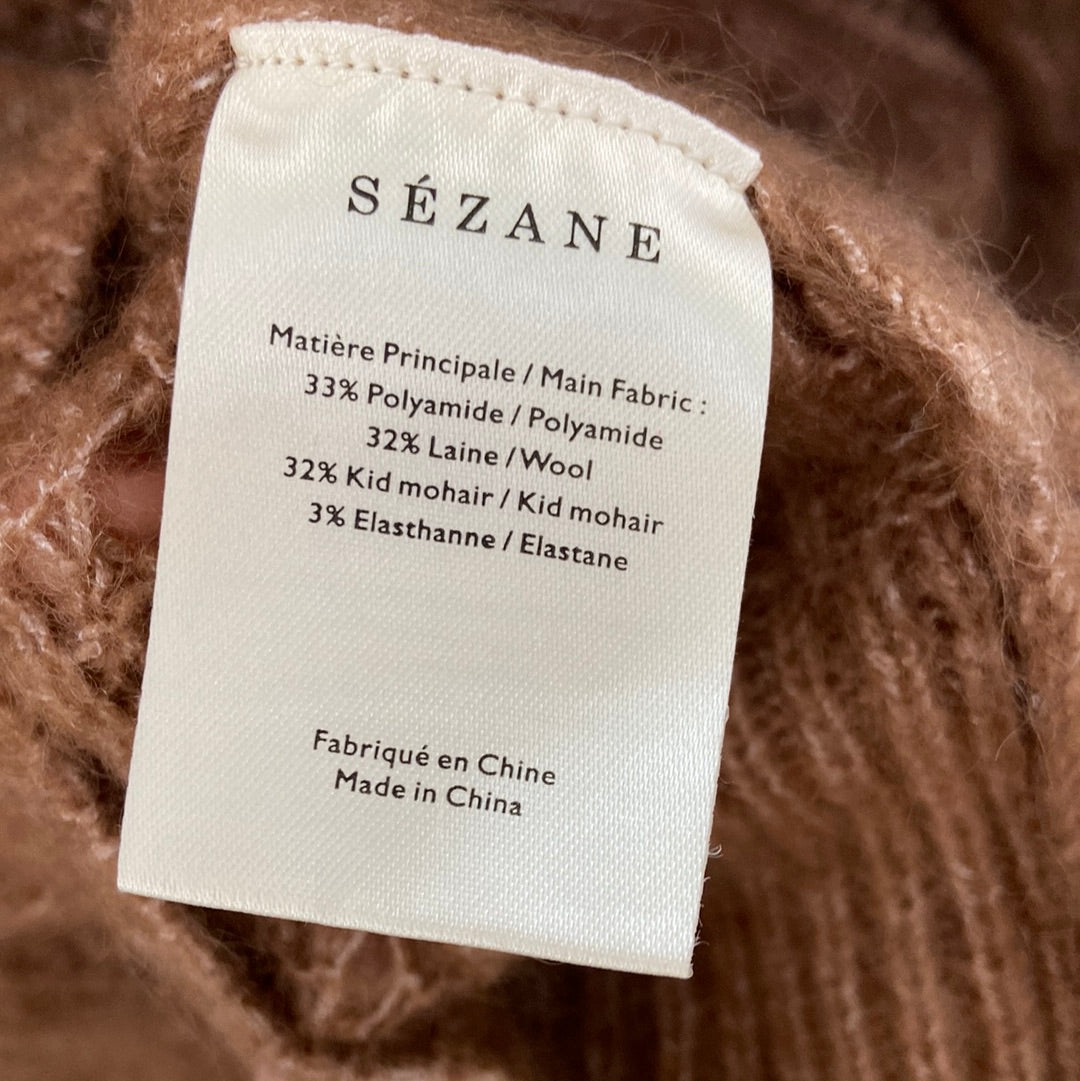 SÉZANE
Matière Principale / Main Fabric :
33% Polyamide / Polyamide
32% Laine / Wool
32% Kid mohair / Kid mohair
3% Elasthanne / Elastane
Fabriqué en Chine
Made in China